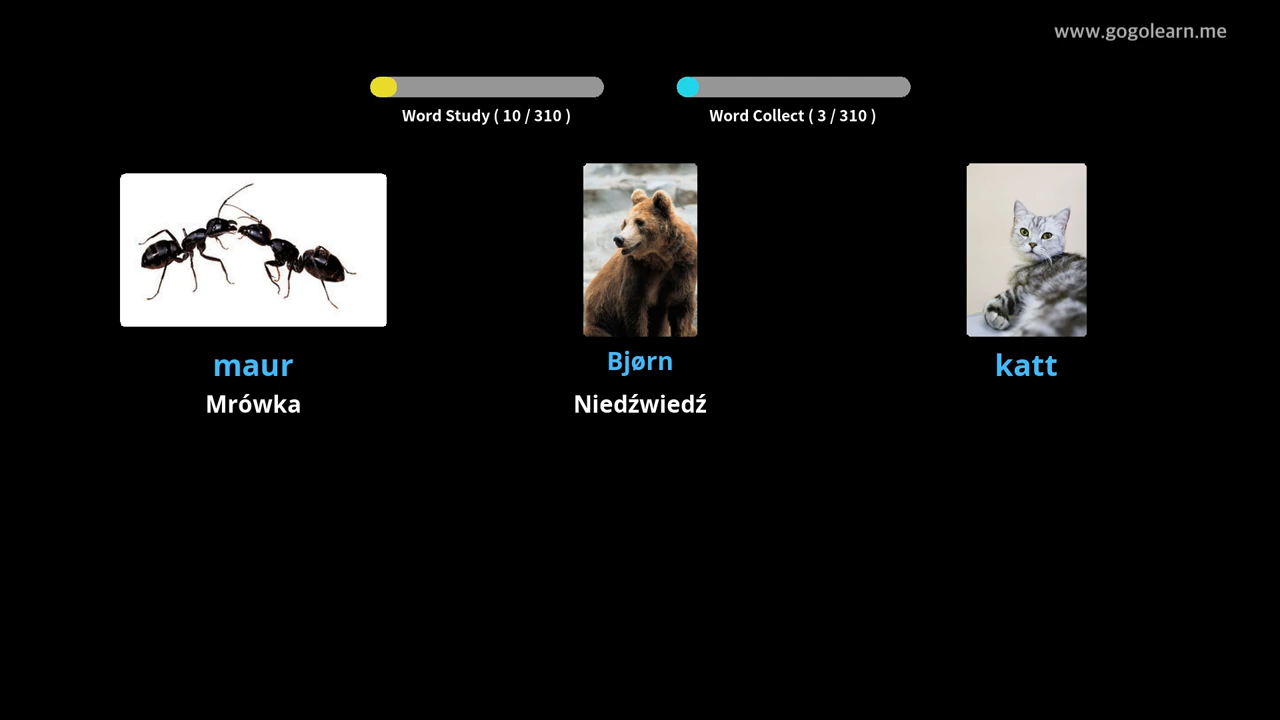 www.gogolearn.me
Word Study ( 10 / 310 )
Word Collect ( 3 / 310 )
maur
Bjørn
katt
Mrówka
Niedźwiedź